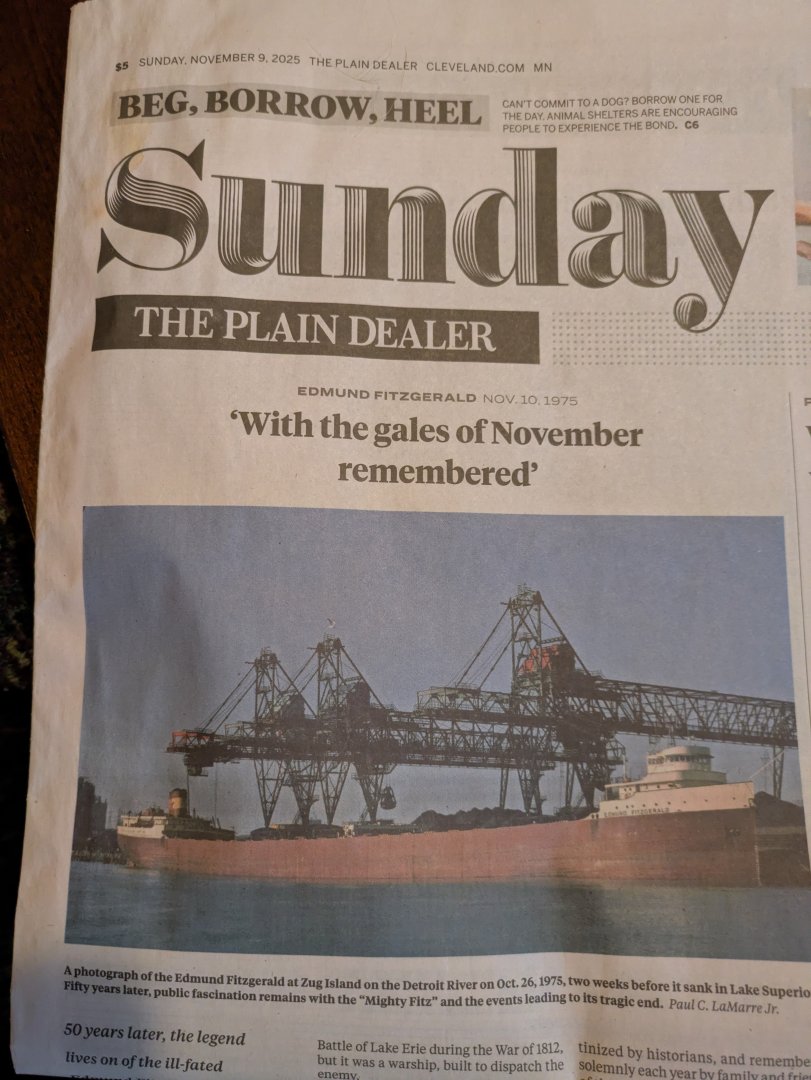 $5 SUNDAY, NOVEMBER 9, 2025 THE PLAIN DEALER CLEVELAND.COM MN
BEG, BORROW, HEEL
CAN'T COMMIT TO A DOG? BORROW ONE FOR
THE DAY. ANIMAL SHELTERS ARE ENCOURAGING
PEOPLE TO EXPERIENCE THE BOND. C6
Sunday
THE PLAIN DEALER
EDMUND FITZGERALD NOV. 10, 1975
‘With the gales of November
remembered’
EDMUND FITZGERALD
A photograph of the Edmund Fitzgerald at Zug Island on the Detroit River on Oct. 26, 1975, two weeks before it sank in Lake Superio
Fifty years later, public fascination remains with the “Mighty Fitz” and the events leading to its tragic end. Paul C. LaMarre Jr.
50 years later, the legend
lives on of the ill-fated
Battle of Lake Erie during the War of 1812,
but it was a warship, built to dispatch the
enemy.
tinized by historians, and remembe
solemnly each year by family and frie